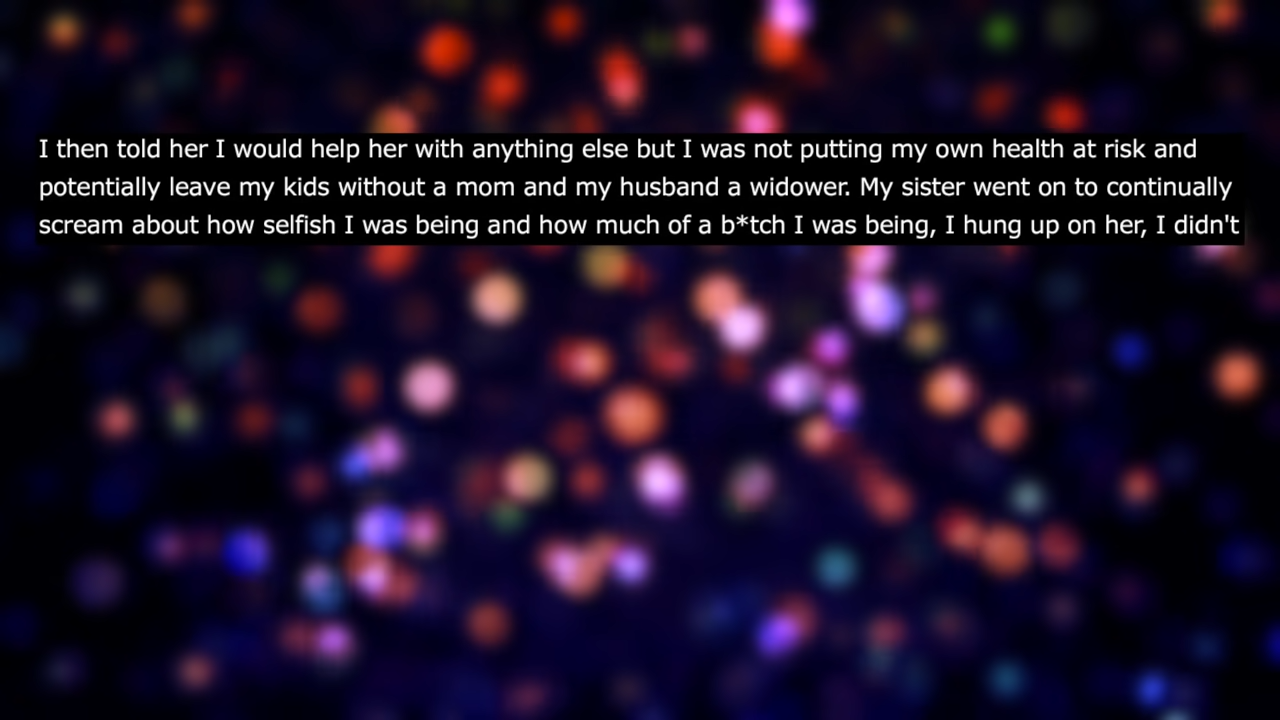 I then told her I would help her with anything else but I was not putting my own health at risk and
potentially leave my kids without a mom and my husband a widower. My sister went on to continually
scream about how selfish I was being and how much of a b*tch I was being, I hung up on her, I didn't